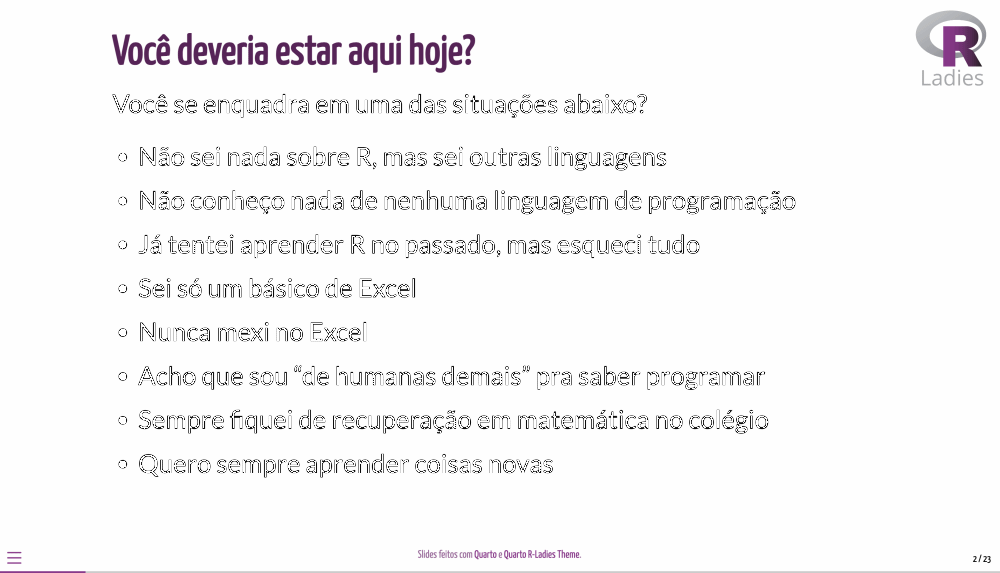 Você deveria estar aqui hoje?
R
Ladies
Você se enquadra em uma das situações abaixo?
• Não sei nada sobre R, mas sei outras linguagens
• Não conheço nada de nenhuma linguagem de programação
• Já tentei aprender R no passado, mas esqueci tudo
• Sei só um básico de Excel
• Nunca mexi no Excel
• Acho que sou “de humanas demais” pra saber programar
• Sempre fiquei de recuperação em matemática no colégio
• Quero sempre aprender coisas novas
Slides feitos com Quarto e Quarto R-Ladies Theme.
2 / 23